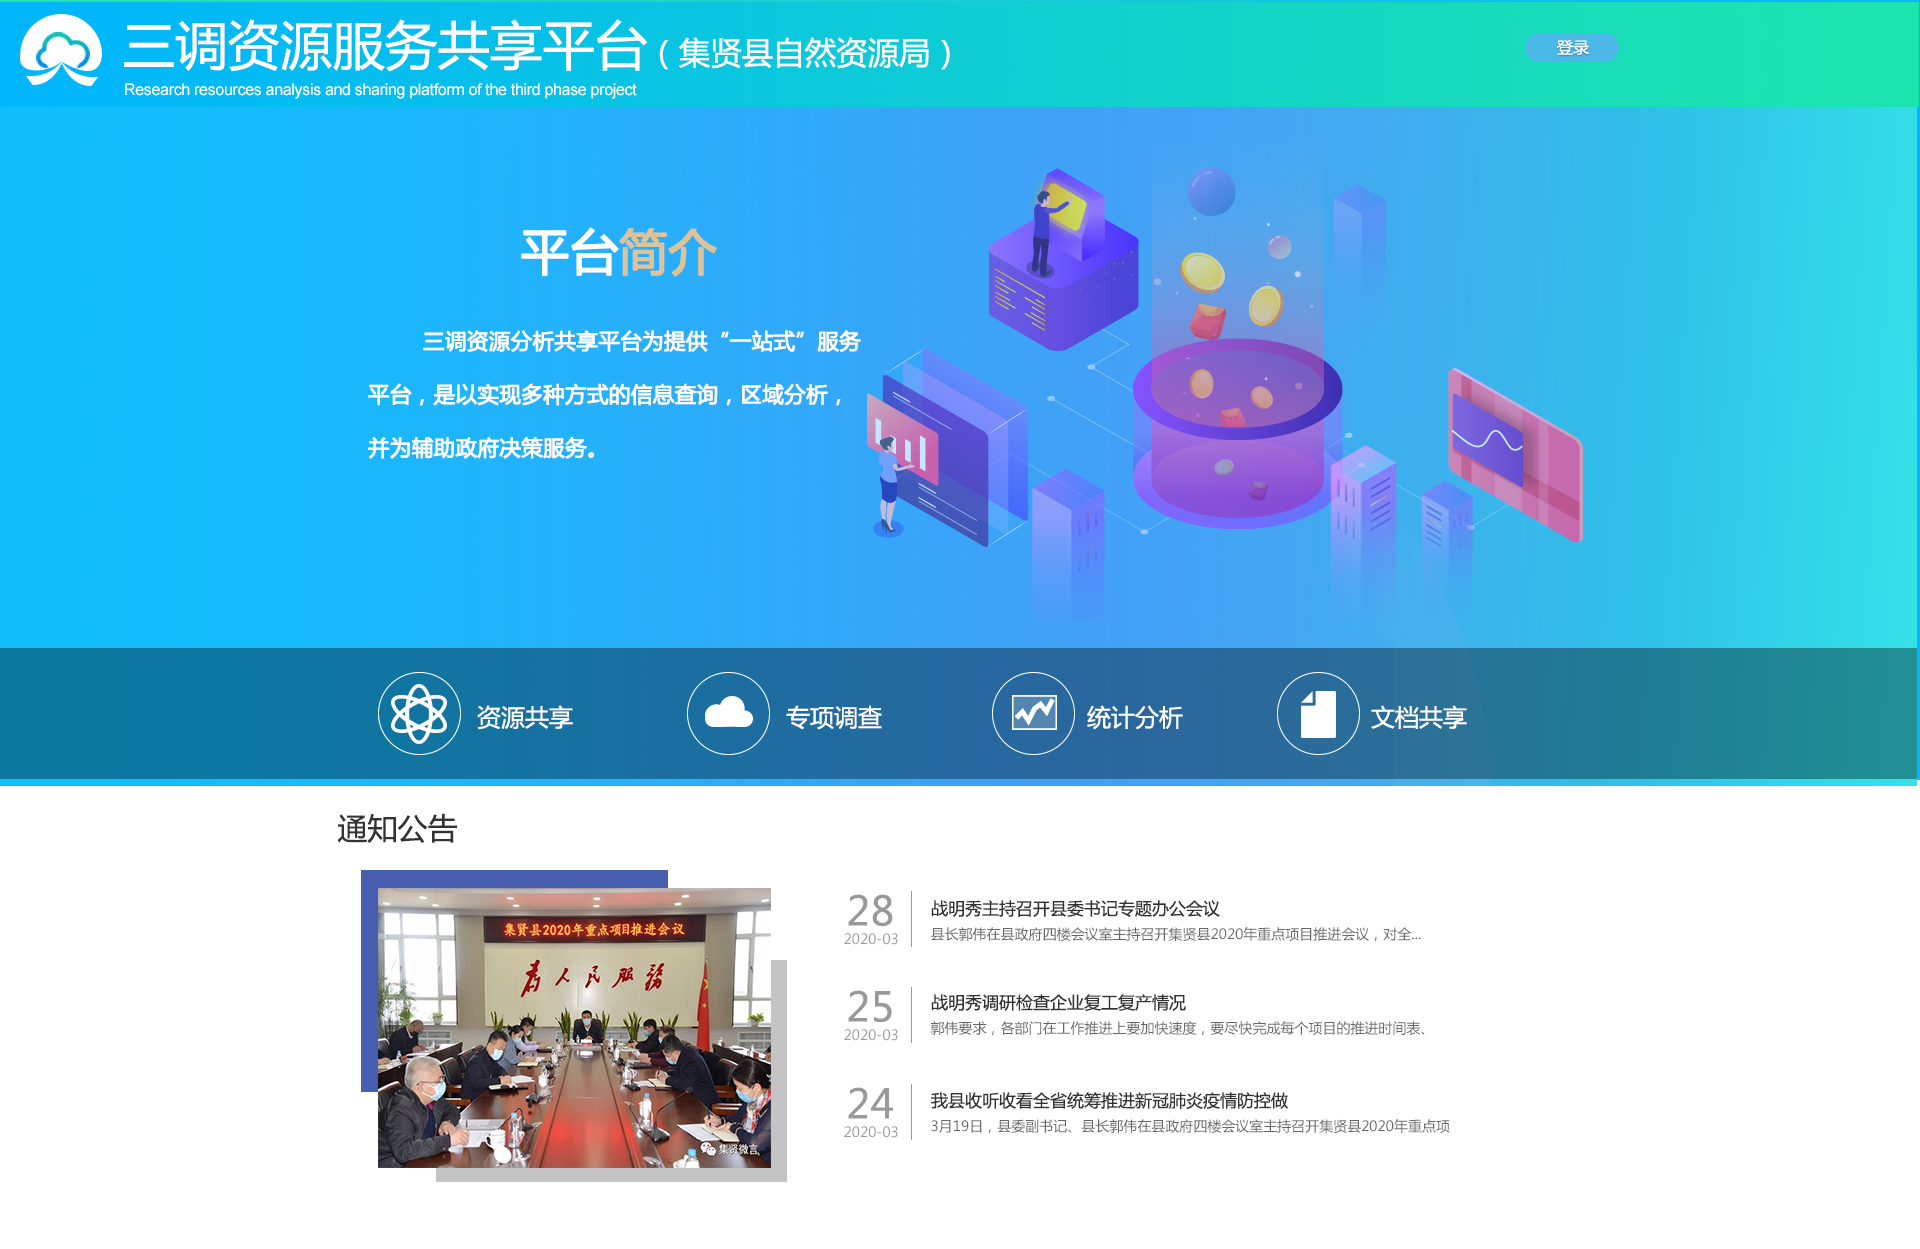 三调资源服务共享平台（集贤县自然资源局）
Research resources analysis and sharing platform of the third phase project
登录
平台简介
三调资源分析共享平台为提供“一站式”服务
平台，是以实现多种方式的信息查询，区域分析，
并为辅助政府决策服务。
资源共享
专项调查
统计分析
文档共享
通知公告
集贤县2020年重点项目推进会议
为人民服务
集贤微言
28
2020-03
战明秀主持召开县委书记专题办公会议
县长郭伟在县政府四楼会议室主持召开集贤县2020年重点项目推进会议，对全...
25
2020-03
战明秀调研检查企业复工复产情况
郭伟要求，各部门在工作推进上要加快速度，要尽快完成每个项目的推进时间表、
24
2020-03
我县收听收看全省统筹推进新冠肺炎疫情防控做
3月19日，县委副书记、县长郭伟在县政府四楼会议室主持召开集贤县2020年重点项